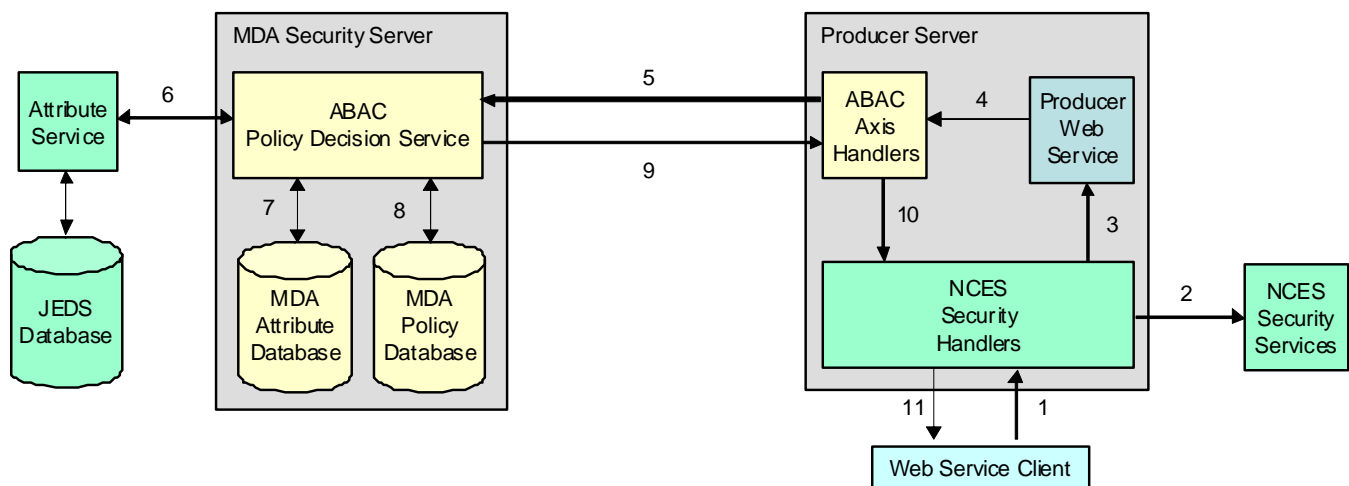 MDA Security Server
Producer Server
Attribute
Service
6
ABAC
Policy Decision Service
5
9
ABAC
Axis
Handlers
4
Producer
Web
Service
7
8
10
3
JEDS
Database
MDA
Attribute
Database
MDA
Policy
Database
NCES
Security
Handlers
2
NCES
Security
Services
11
1
Web Service Client